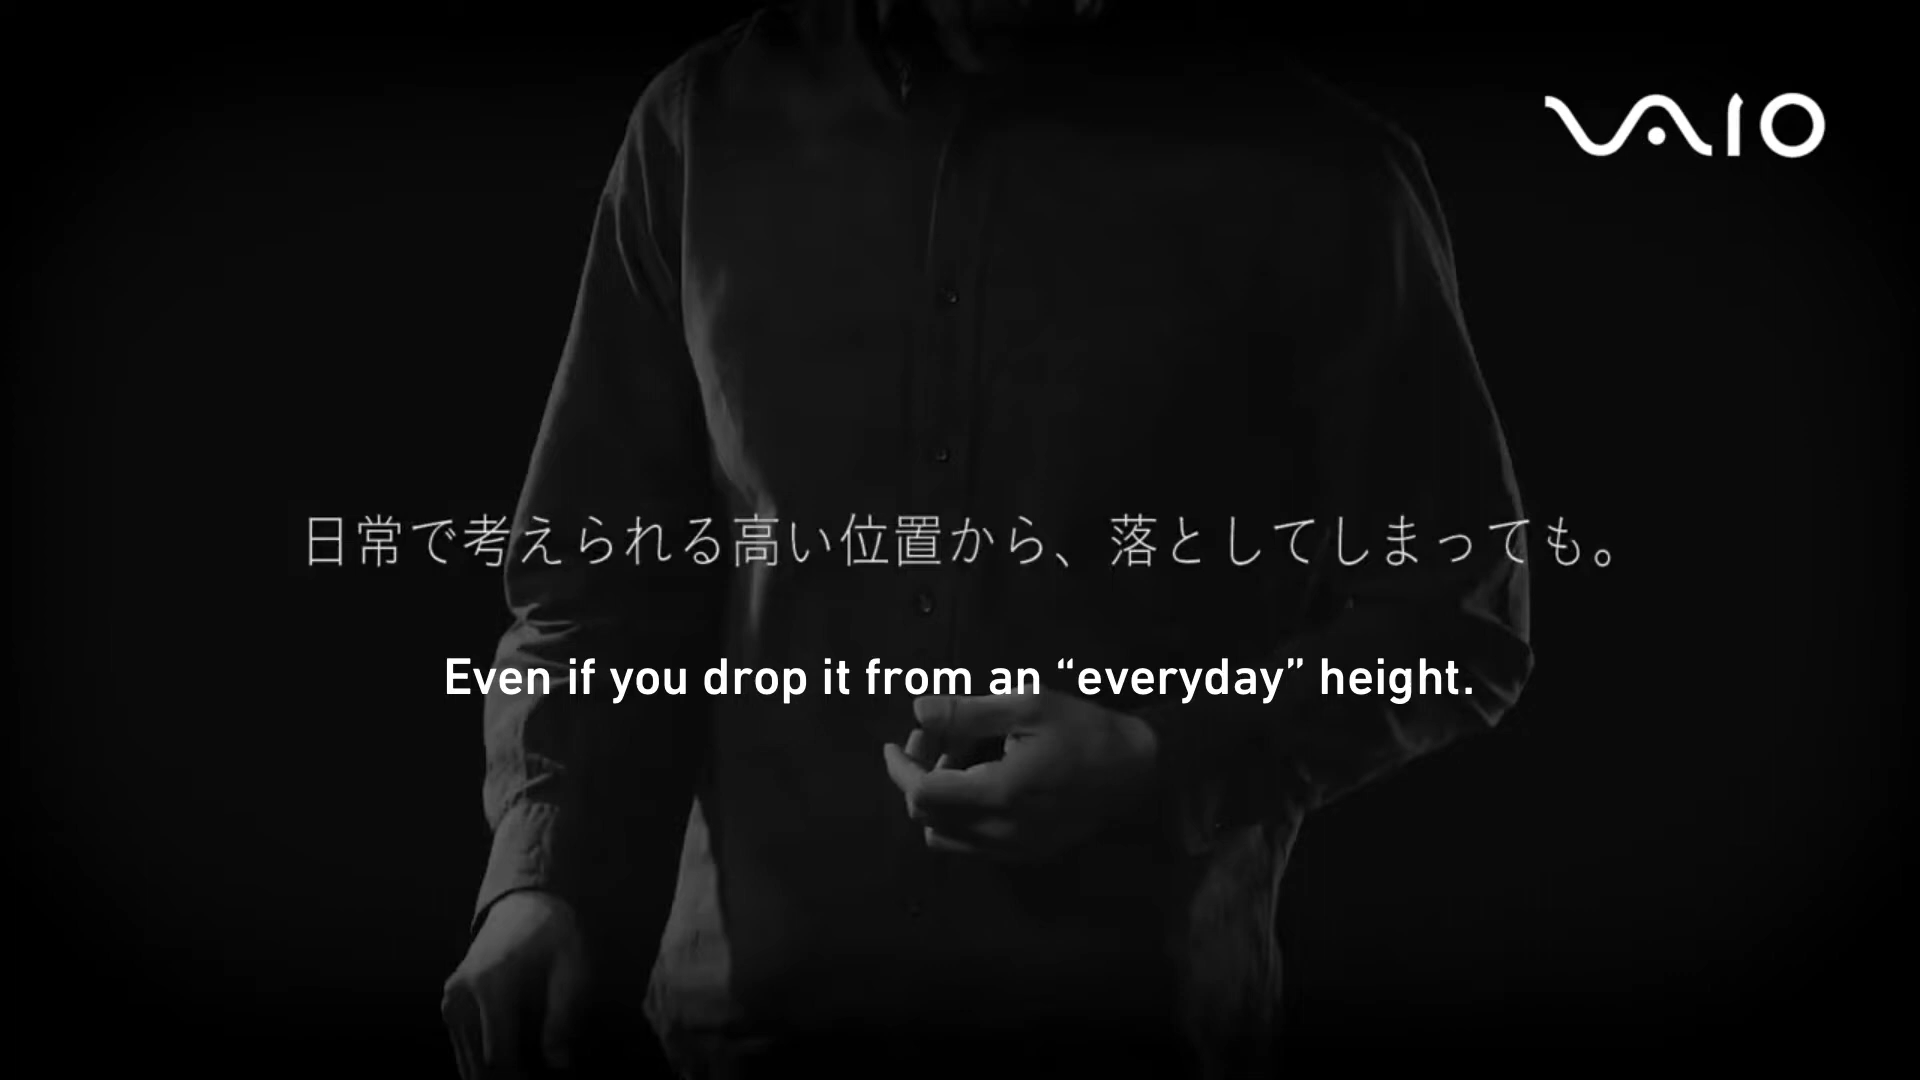 VAIO
日常で考えられる高い位置から、落としてしまっても。
Even if you drop it from an “everyday” height.